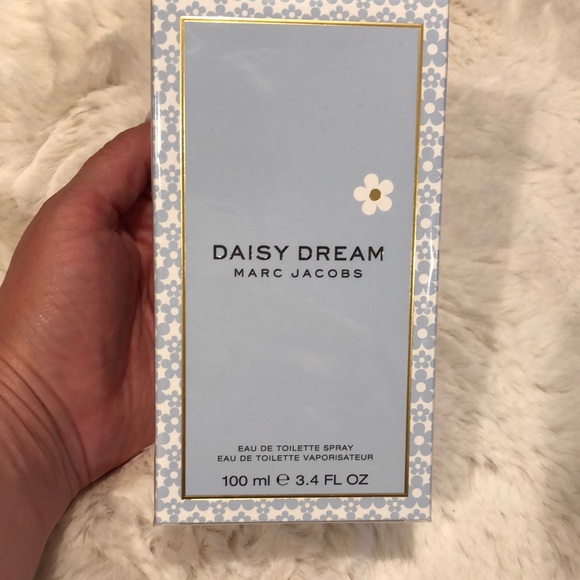 DAISY DREAM
MARC JACOBS
EAU DE TOILETTE SPRAY
EAU DE TOILETTE VAPORISATEUR
100 ml ℮ 3.4 FL OZ